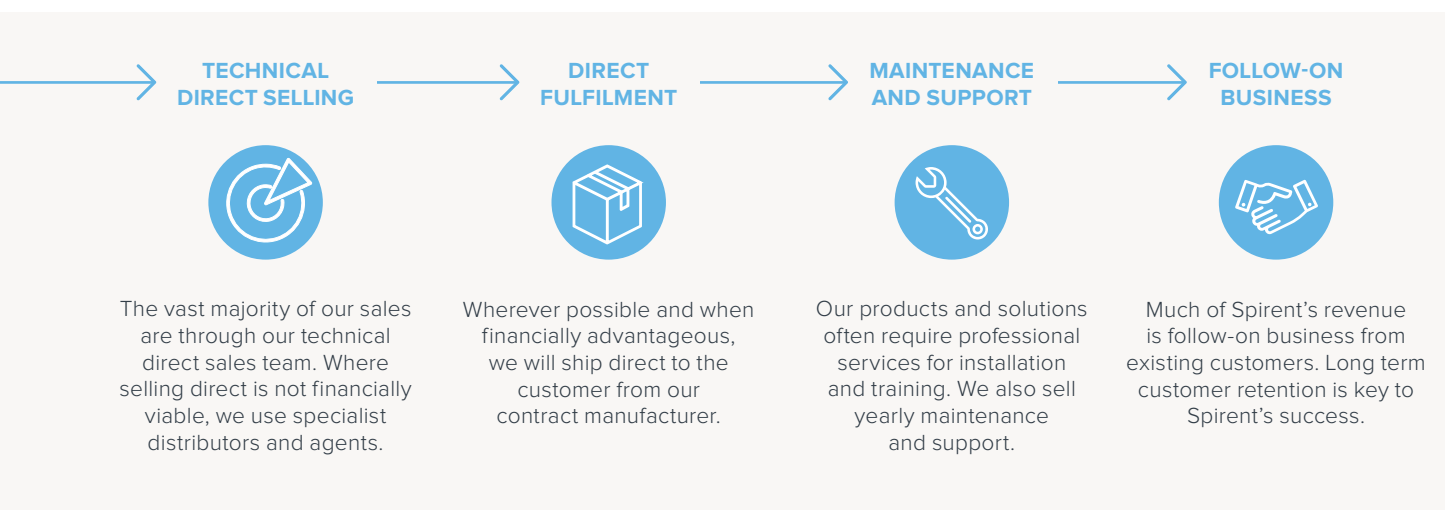 TECHNICAL
DIRECT SELLING
The vast majority of our sales
are through our technical
direct sales team. Where
selling direct is not financially
viable, we use specialist
distributors and agents.
DIRECT
FULFILMENT
Wherever possible and when
financially advantageous,
we will ship direct to the
customer from our
contract manufacturer.
MAINTENANCE
AND SUPPORT
Our products and solutions
often require professional
services for installation
and training. We also sell
yearly maintenance
and support.
FOLLOW-ON
BUSINESS
Much of Spirent’s revenue
is follow-on business from
existing customers. Long term
customer retention is key to
Spirent’s success.